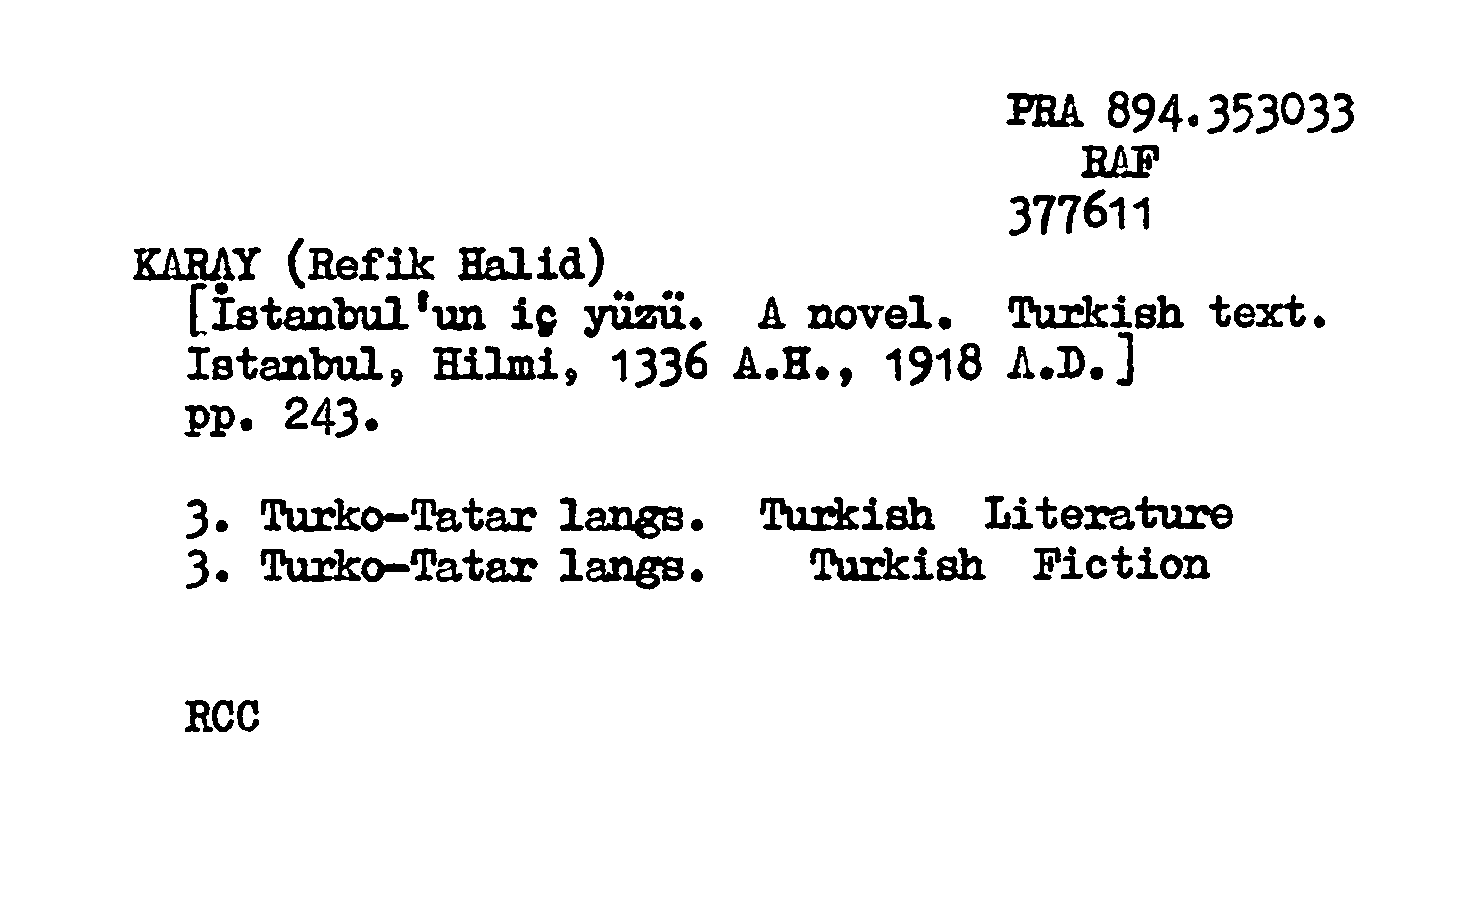 PRA 894.353033
RAF
377611
KARAY (Refik Halid)
[İstanbul'un iç yüzü. A novel. Turkish text.
Istanbul, Hilmi, 1336 A.H., 1918 A.D.]
pp. 243.
3. Turko-Tatar langs. Turkish Literature
3. Turko-Tatar langs. Turkish Fiction
RCC